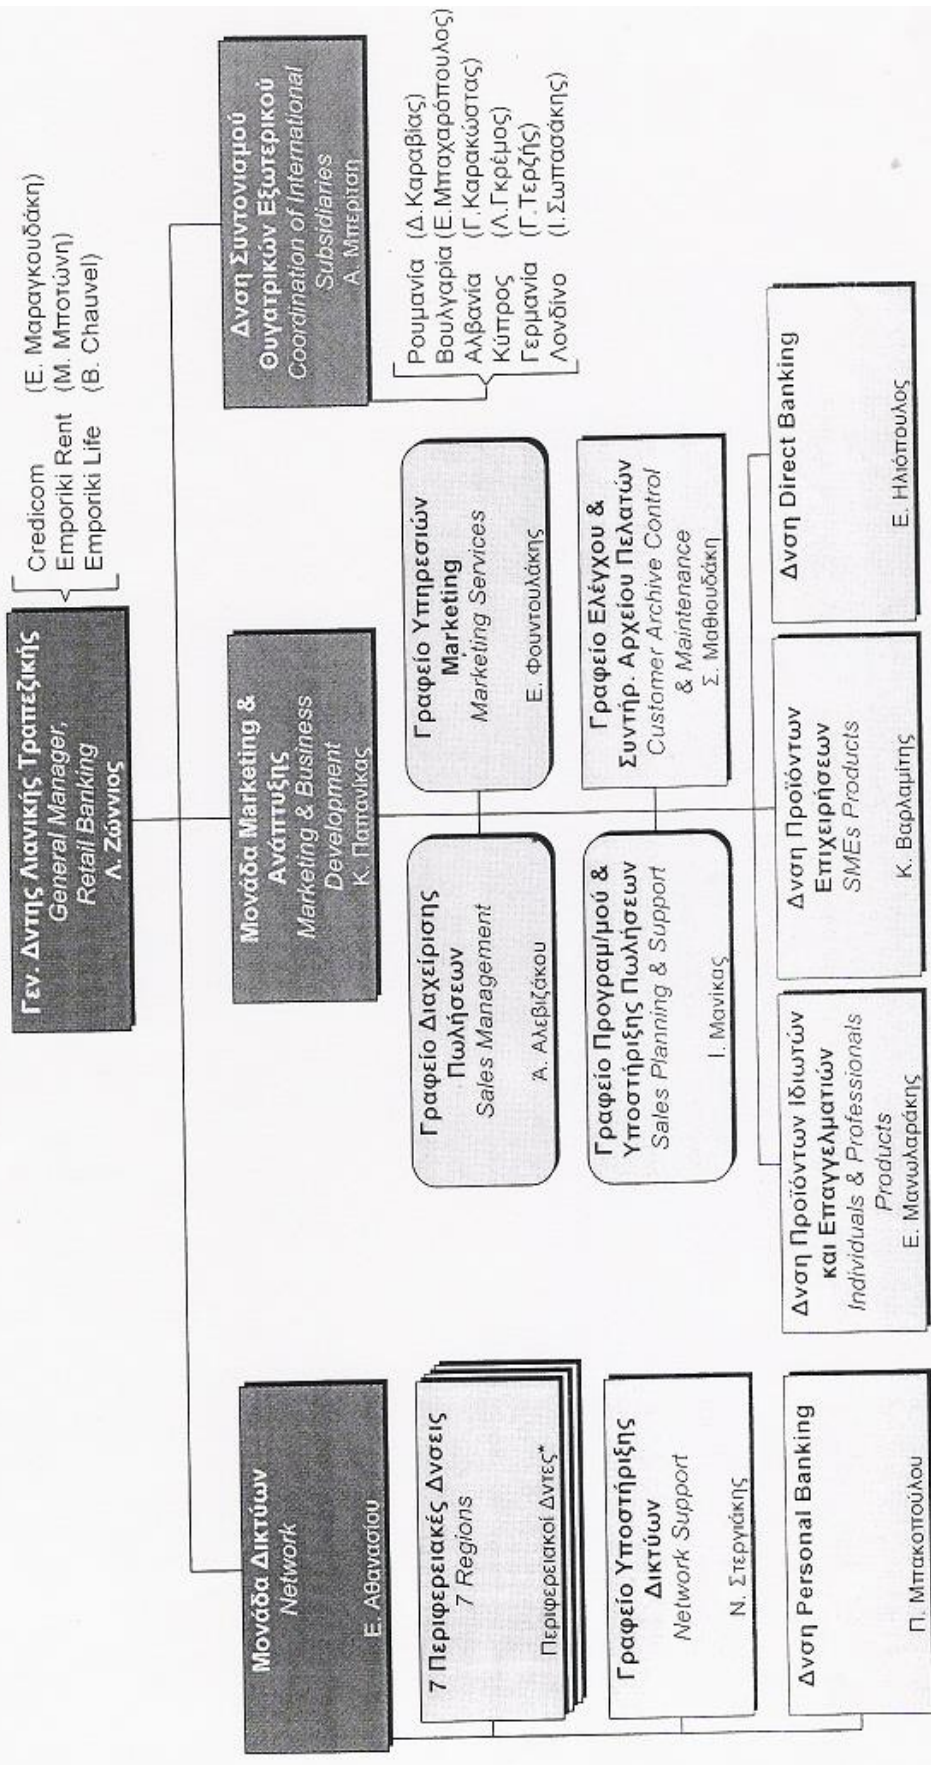 Γεν. Δντης Λιανικής Τραπεζικής
General Manager,
Retail Banking
Λ. Ζώννιος
Credicom (Ε. Μαραγκουδάκη)
Emporiki Rent (Μ. Μποτώνη)
Emporiki Life (B. Chauvel)
Μονάδα Δικτύων
Network
Ε. Αθανασίου
7 Περιφερειακές Δνσεις
7 Regions
Περιφερειακοί Δντες*
Γραφείο Υποστήριξης
Δικτύων
Network Support
Ν. Στεργιάκης
Δνση Personal Banking
Π. Μπακοπούλου
Μονάδα Marketing &
Ανάπτυξης
Marketing & Business
Development
Κ. Παπανίκας
Γραφείο Διαχείρισης
Πωλήσεων
Sales Management
Ά. Αλεβιζάκου
Γραφείο Υπηρεσιών
Marketing
Marketing Services
Ε. Φουντουλάκης
Γραφείο Προγραμ/μού &
Υποστήριξης Πωλήσεων
Sales Planning & Support
Ι. Μανίκας
Γραφείο Ελέγχου &
Συντήρ. Αρχείου Πελατών
Customer Archive Control
& Maintenance
Σ. Μαθιουδάκη
Δνση Προϊόντων Ιδιωτών
και Επαγγελματιών
Individuals & Professionals
Products
Ε. Μανωλαράκης
Δνση Προϊόντων
Επιχειρήσεων
SMEs Products
Κ. Βαρλαμίτης
Δνση Direct Banking
Ε. Ηλιόπουλος
Δνση Συντονισμού
Θυγατρικών Εξωτερικού
Coordination of International
Subsidiaries
Α. Μπερίτση
Ρουμανία (Δ.Καραβίας)
Βουλγαρία (Ε.Μπαχαρόπουλος)
Αλβανία (Γ.Καρακώστας)
Κύπρος (Λ.Γκρέμος)
Γερμανία (Γ.Τερζής)
Λονδίνο (Ι.Σωπασάκης)